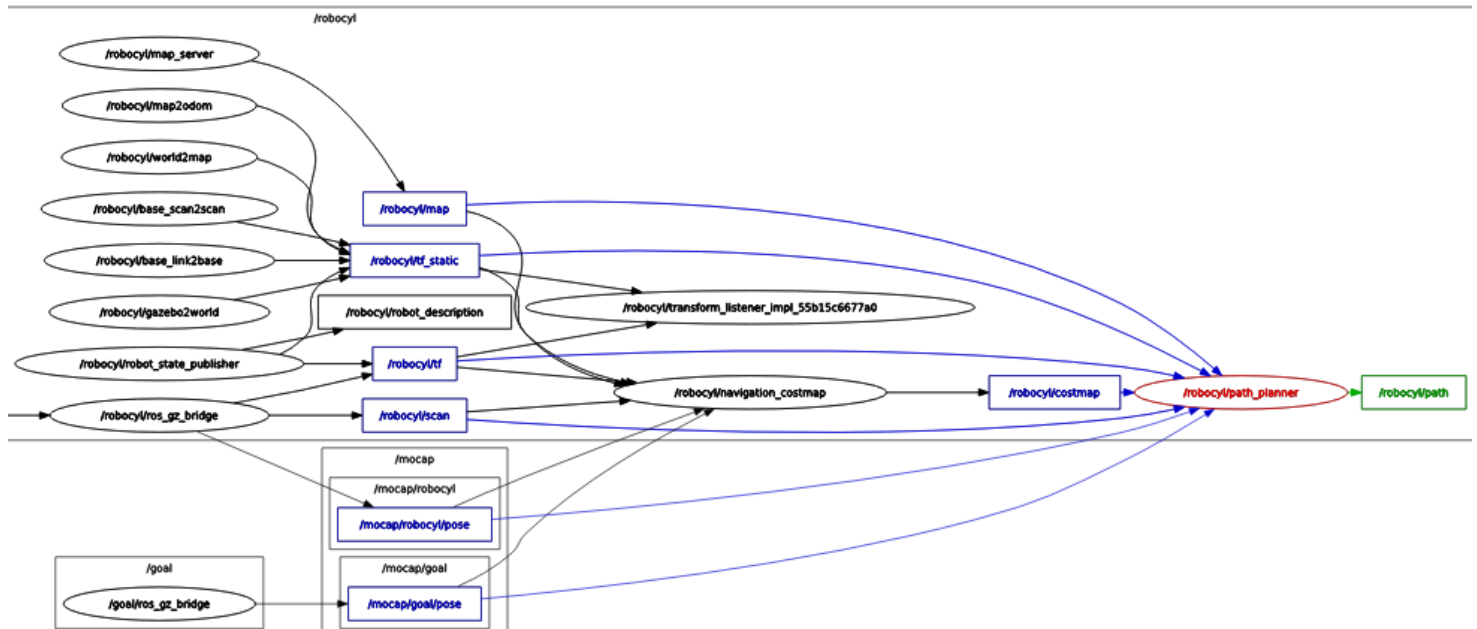 /robocyl
/robocyl/map_server
/robocyl/map2odom
/robocyl/world2map
/robocyl/base_scan2scan
/robocyl/map
/robocyl/base_link2base
/robocyl/tf_static
/robocyl/gazebo2world
/robocyl/robot_description
/robocyl/transform_listener_impl_55b15c6677a0
/robocyl/robot_state_publisher
/robocyl/tf
/robocyl/navigation_costmap
/robocyl/costmap
/robocyl/path_planner
/robocyl/path
/robocyl/ros_gz_bridge
/robocyl/scan
/mocap
/mocap/robocyl
/mocap/robocyl/pose
/goal
/mocap/goal
/goal/ros_gz_bridge
/mocap/goal/pose